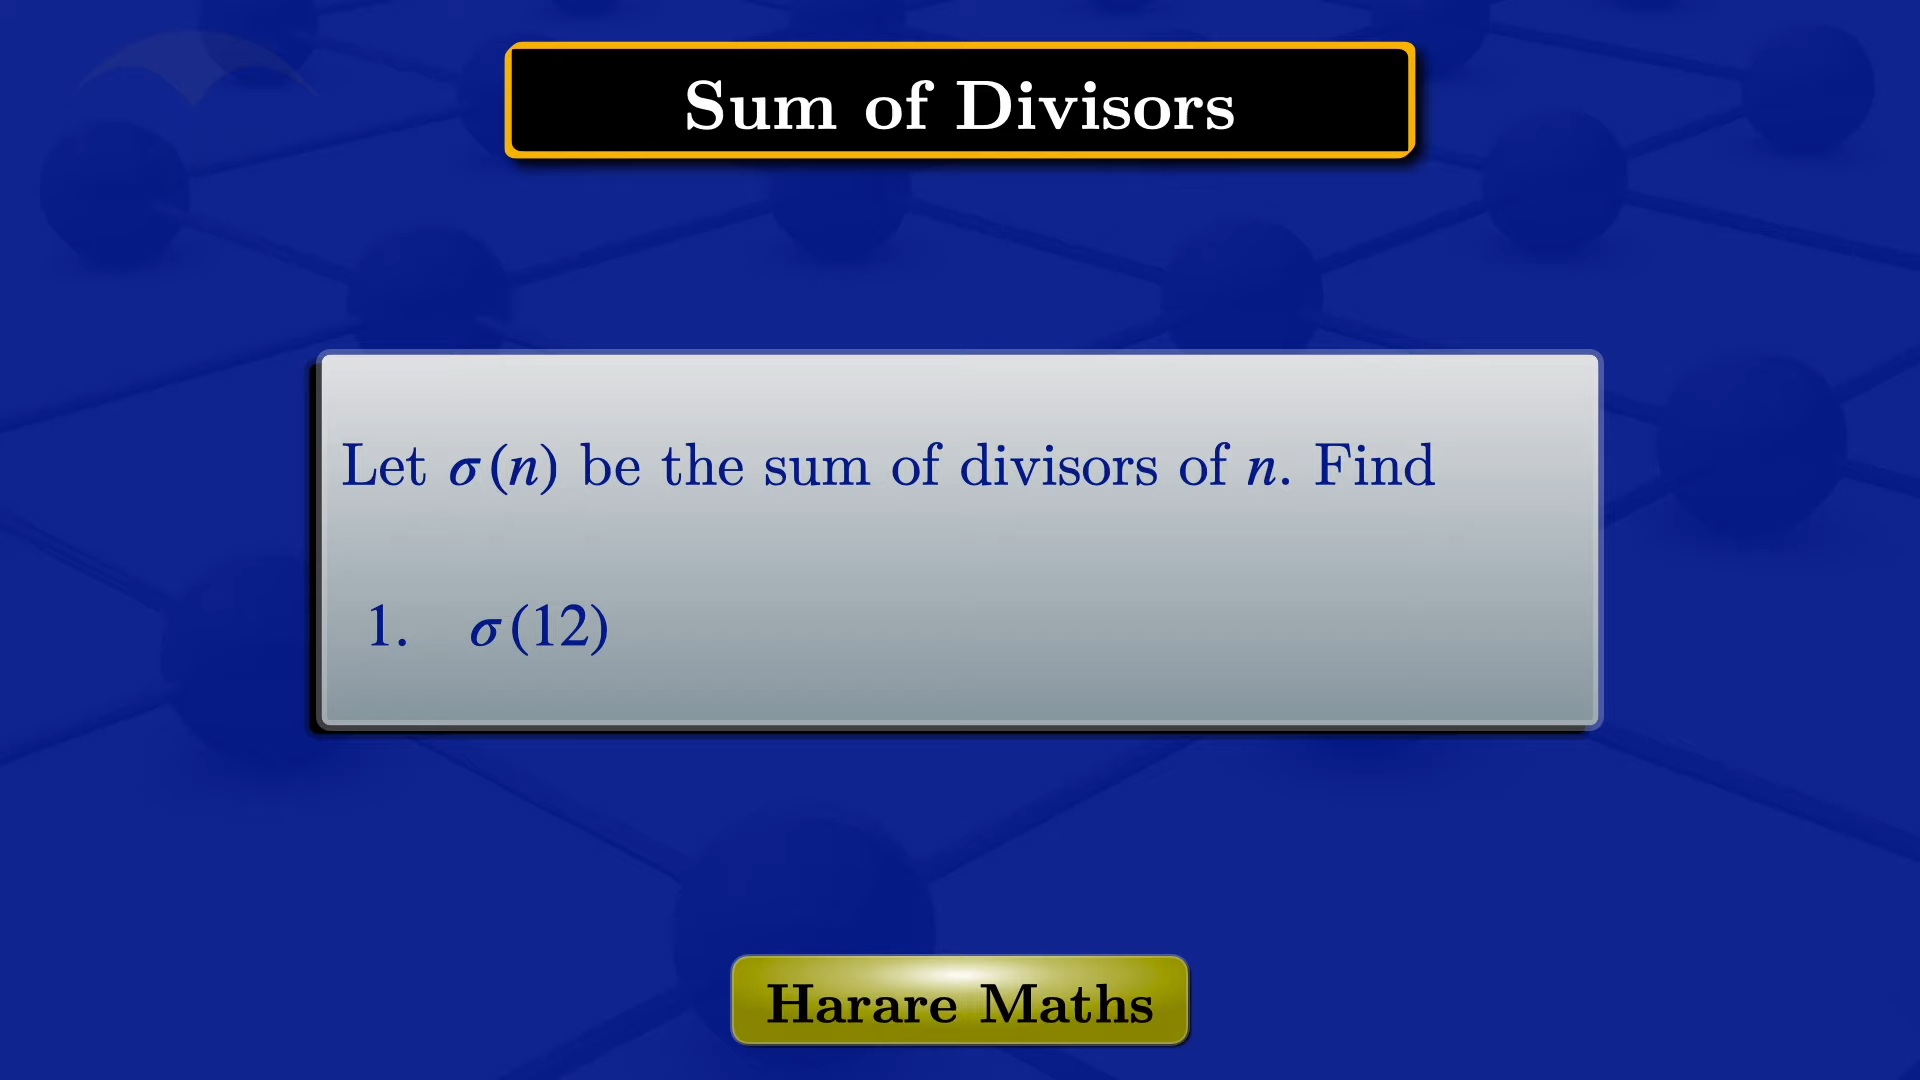 Sum of Divisors
Let σ(n) be the sum of divisors of n. Find
1. σ(12)
Harare Maths